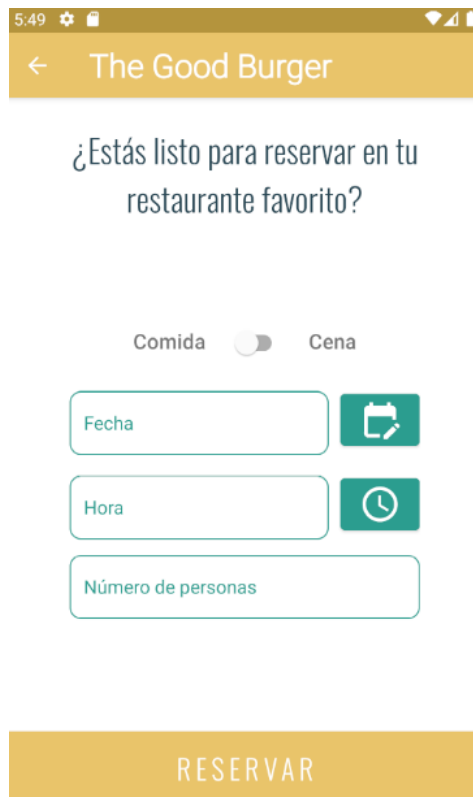 5:49
The Good Burger
¿Estás listo para reservar en tu
restaurante favorito?
Comida Cena
Fecha
Hora
Número de personas
RESERVAR